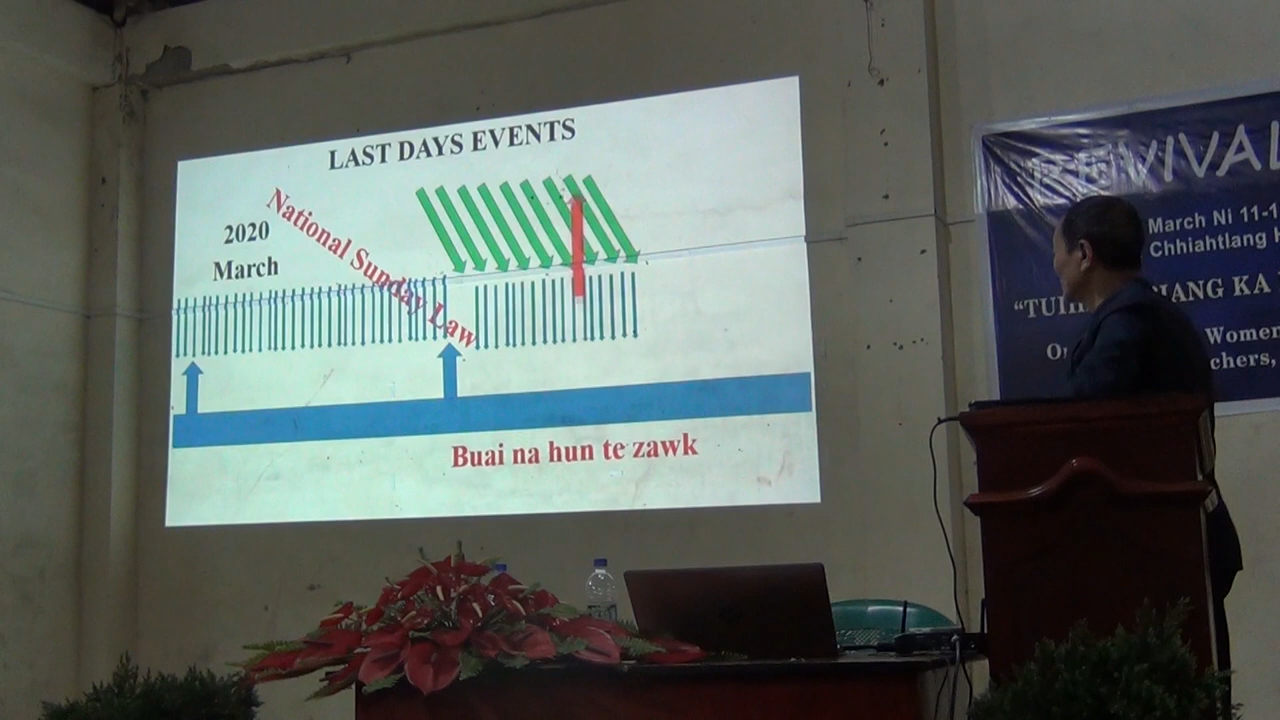 LAST DAYS EVENTS
National Sunday Law
2020
March
Buai na hun te zawk
REVIVAL
March Ni 11-1
Chhiahtlang H
ANG KA
Women
chers,